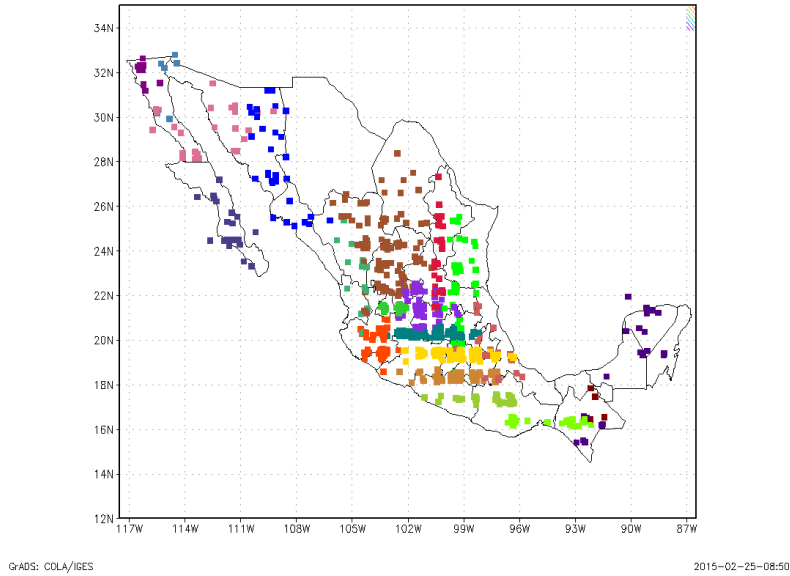 34N
32N
30N
28N
26N
24N
22N
20N
18N
16N
14N
12N
117W 114W 111W 108W 105W 102W 99W 96W 93W 90W 87W
GrADS: COLA/IGES 2015-02-25-08:50